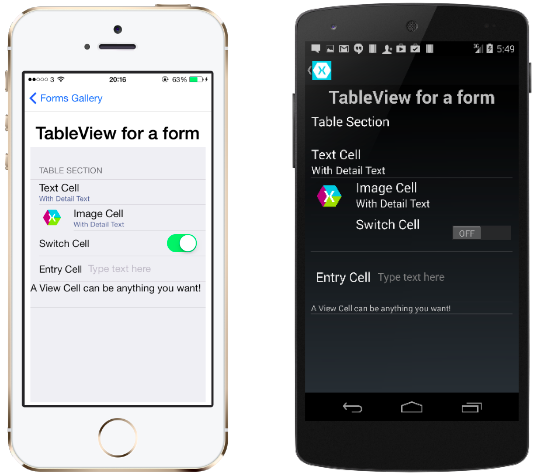 3 20:16 63%
Forms Gallery
TableView for a form
TABLE SECTION
Text Cell
With Detail Text
Image Cell
With Detail Text
Switch Cell
Entry Cell Type text here
A View Cell can be anything you want!
5:49
TableView for a form
Table Section
Text Cell
With Detail Text
Image Cell
With Detail Text
Switch Cell
OFF
Entry Cell Type text here
A View Cell can be anything you want!